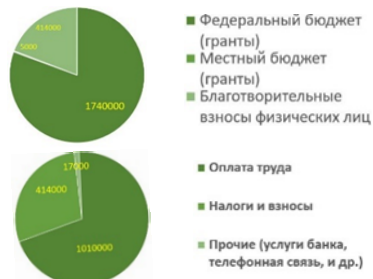 414000
5000
1740000
Федеральный бюджет
(гранты)
Местный бюджет
(гранты)
Благотворительные
взносы физических лиц
17000
414000
1010000
Оплата труда
Налоги и взносы
Прочие (услуги банка,
телефонная связь, и др.)